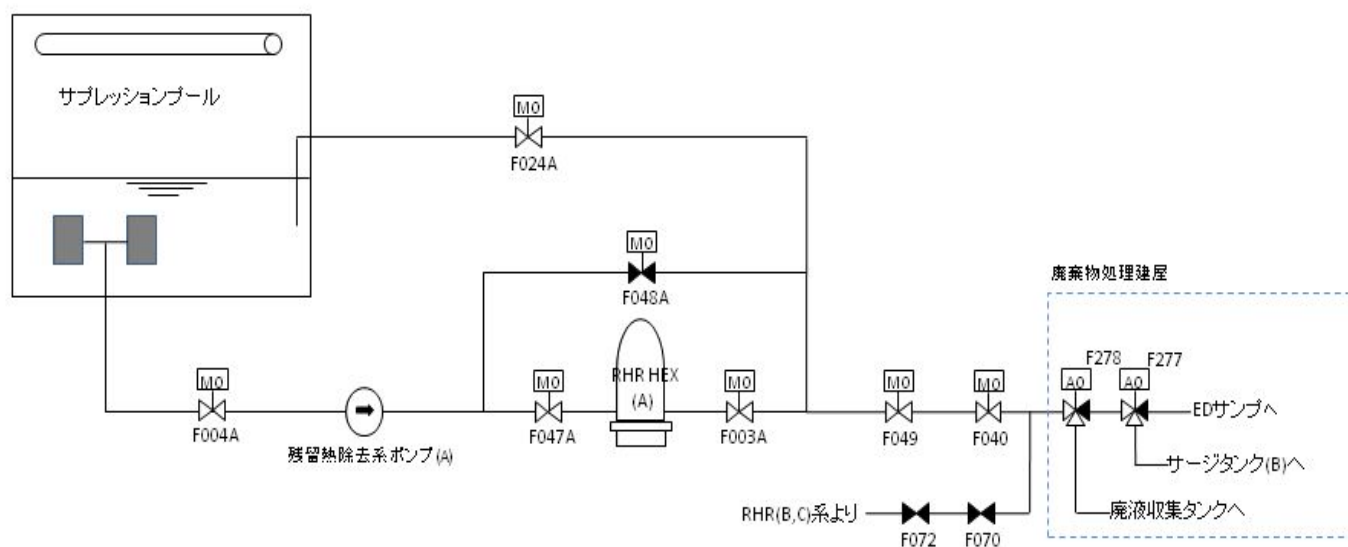 サプレッションプール
MO
F024A
MO
F048A
廃棄物処理建屋
F278
F277
MO
F004A
残留熱除去系ポンプ(A)
MO
F047A
RHR HEX
(A)
MO
F003A
MO
F049
MO
F040
AO
AO
EDサンプへ
サージタンク(B)へ
廃液収集タンクへ
RHR(B,C)系より
F072
F070